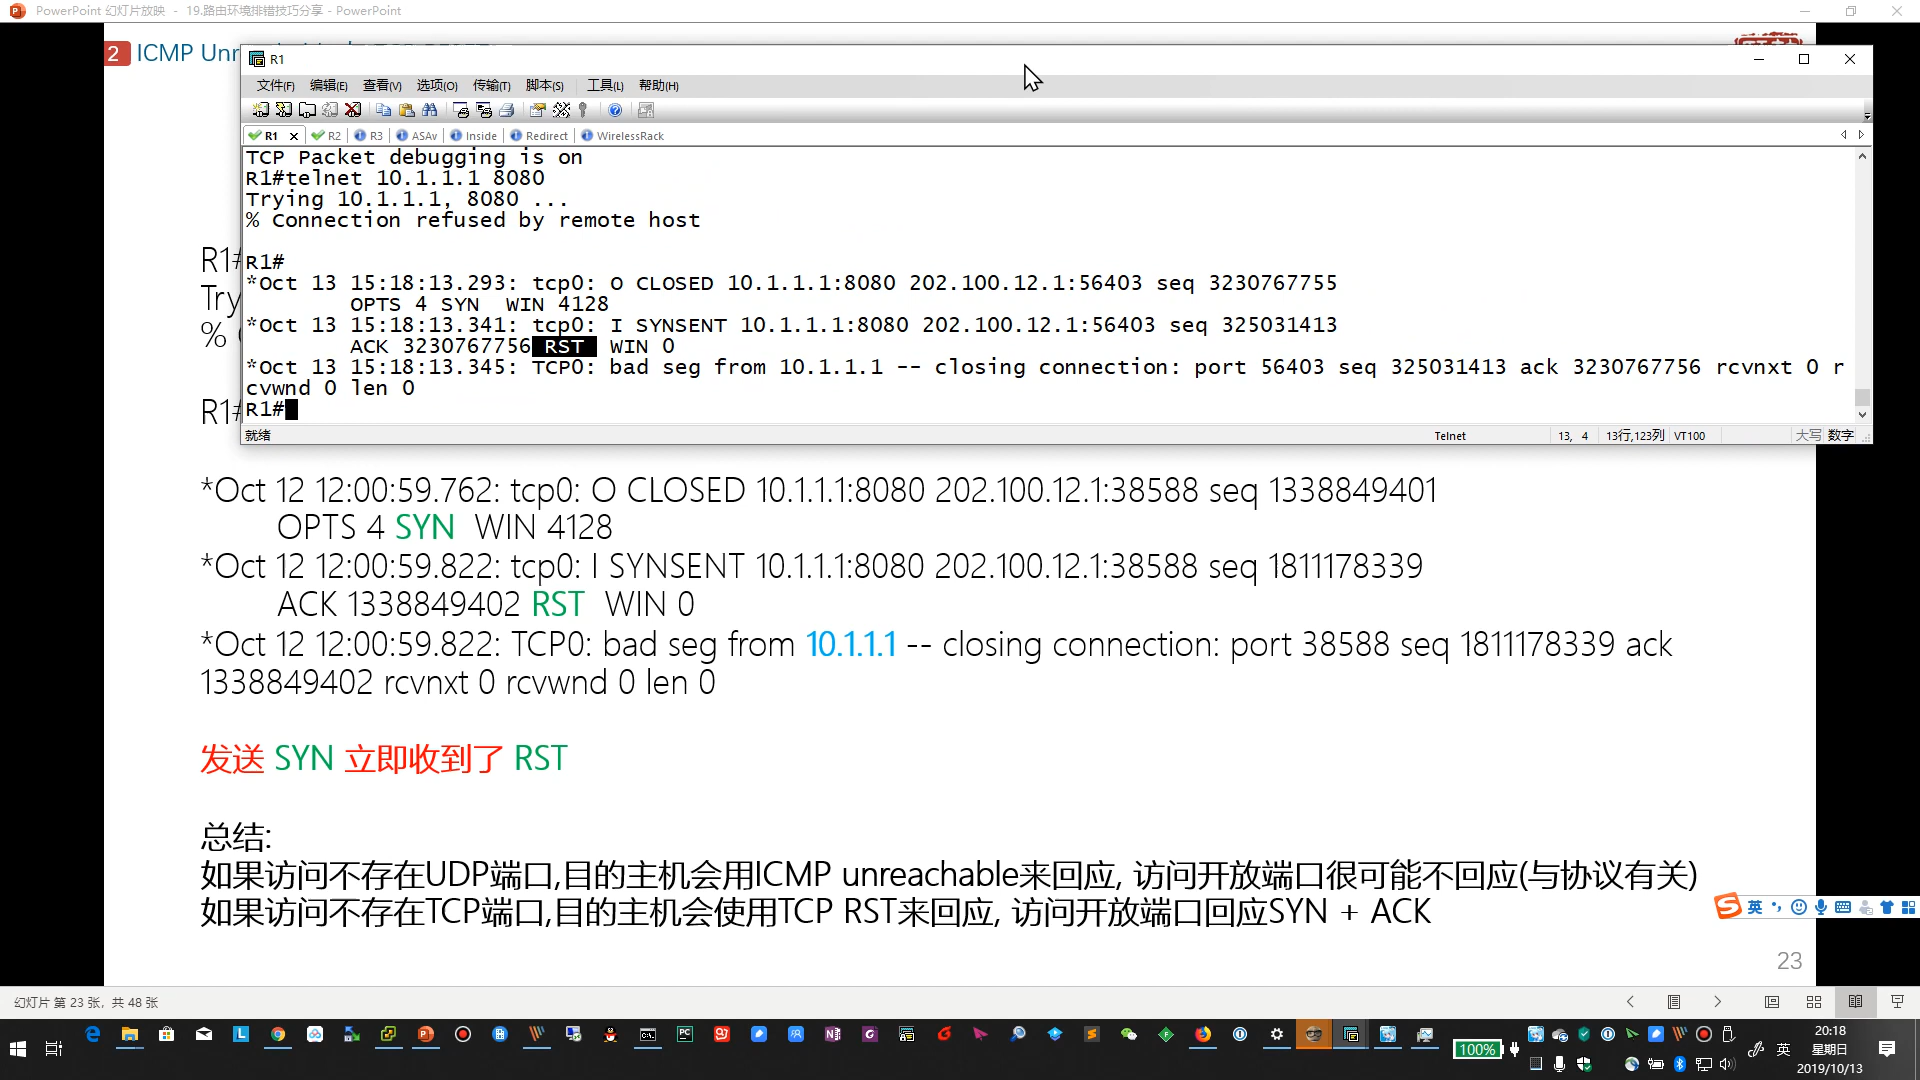 PowerPoint 幻灯片放映 - 19.路由环境排错技巧分享 - PowerPoint
2 ICMP Unr
R1
文件(F) 编辑(E) 查看(V) 选项(O) 传输(T) 脚本(S) 工具(L) 帮助(H)
R1 R2 R3 ASAv Inside Redirect WirelessRack
TCP Packet debugging is on
R1#telnet 10.1.1.1 8080
Trying 10.1.1.1, 8080 ...
% Connection refused by remote host
R1#
*Oct 13 15:18:13.293: tcp0: O CLOSED 10.1.1.1:8080 202.100.12.1:56403 seq 3230767755
OPTS 4 SYN WIN 4128
*Oct 13 15:18:13.341: tcp0: I SYNSENT 10.1.1.1:8080 202.100.12.1:56403 seq 325031413
ACK 3230767756 RST WIN 0
*Oct 13 15:18:13.345: TCP0: bad seg from 10.1.1.1 -- closing connection: port 56403 seq 325031413 ack 3230767756 rcvnxt 0 r
cvwnd 0 len 0
R1#
就绪 Telnet 13, 4 13行,123列 VT100 大写 数字
R1#
Try
%
R1#
*Oct 12 12:00:59.762: tcp0: O CLOSED 10.1.1.1:8080 202.100.12.1:38588 seq 1338849401
OPTS 4 SYN WIN 4128
*Oct 12 12:00:59.822: tcp0: I SYNSENT 10.1.1.1:8080 202.100.12.1:38588 seq 1811178339
ACK 1338849402 RST WIN 0
*Oct 12 12:00:59.822: TCP0: bad seg from 10.1.1.1 -- closing connection: port 38588 seq 1811178339 ack
1338849402 rcvnxt 0 rcvwnd 0 len 0
发送 SYN 立即收到了 RST
总结:
如果访问不存在UDP端口,目的主机会用ICMP unreachable来回应, 访问开放端口很可能不回应(与协议有关)
如果访问不存在TCP端口,目的主机会使用TCP RST来回应, 访问开放端口回应SYN + ACK
英
23
幻灯片 第 23 张，共 48 张
100% 英
20:18
星期日
2019/10/13